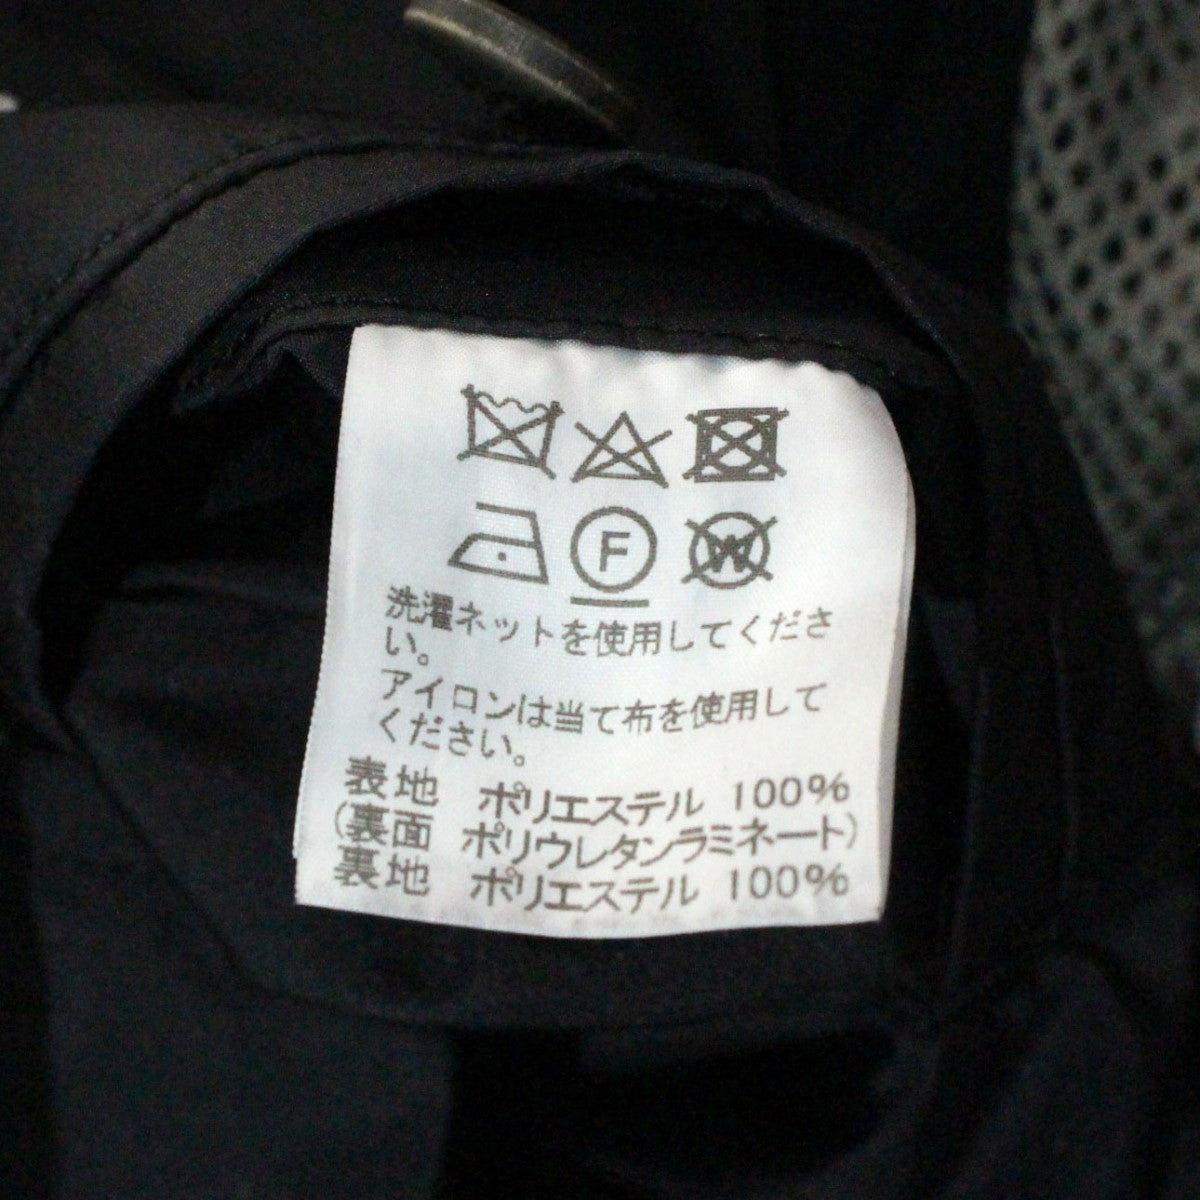 F W
洗濯ネットを使用してくださ
い。
アイロンは当て布を使用して
ください。
表地 ポリエステル 100%
(裏面 ポリウレタンラミネート)
裏地 ポリエステル 100%